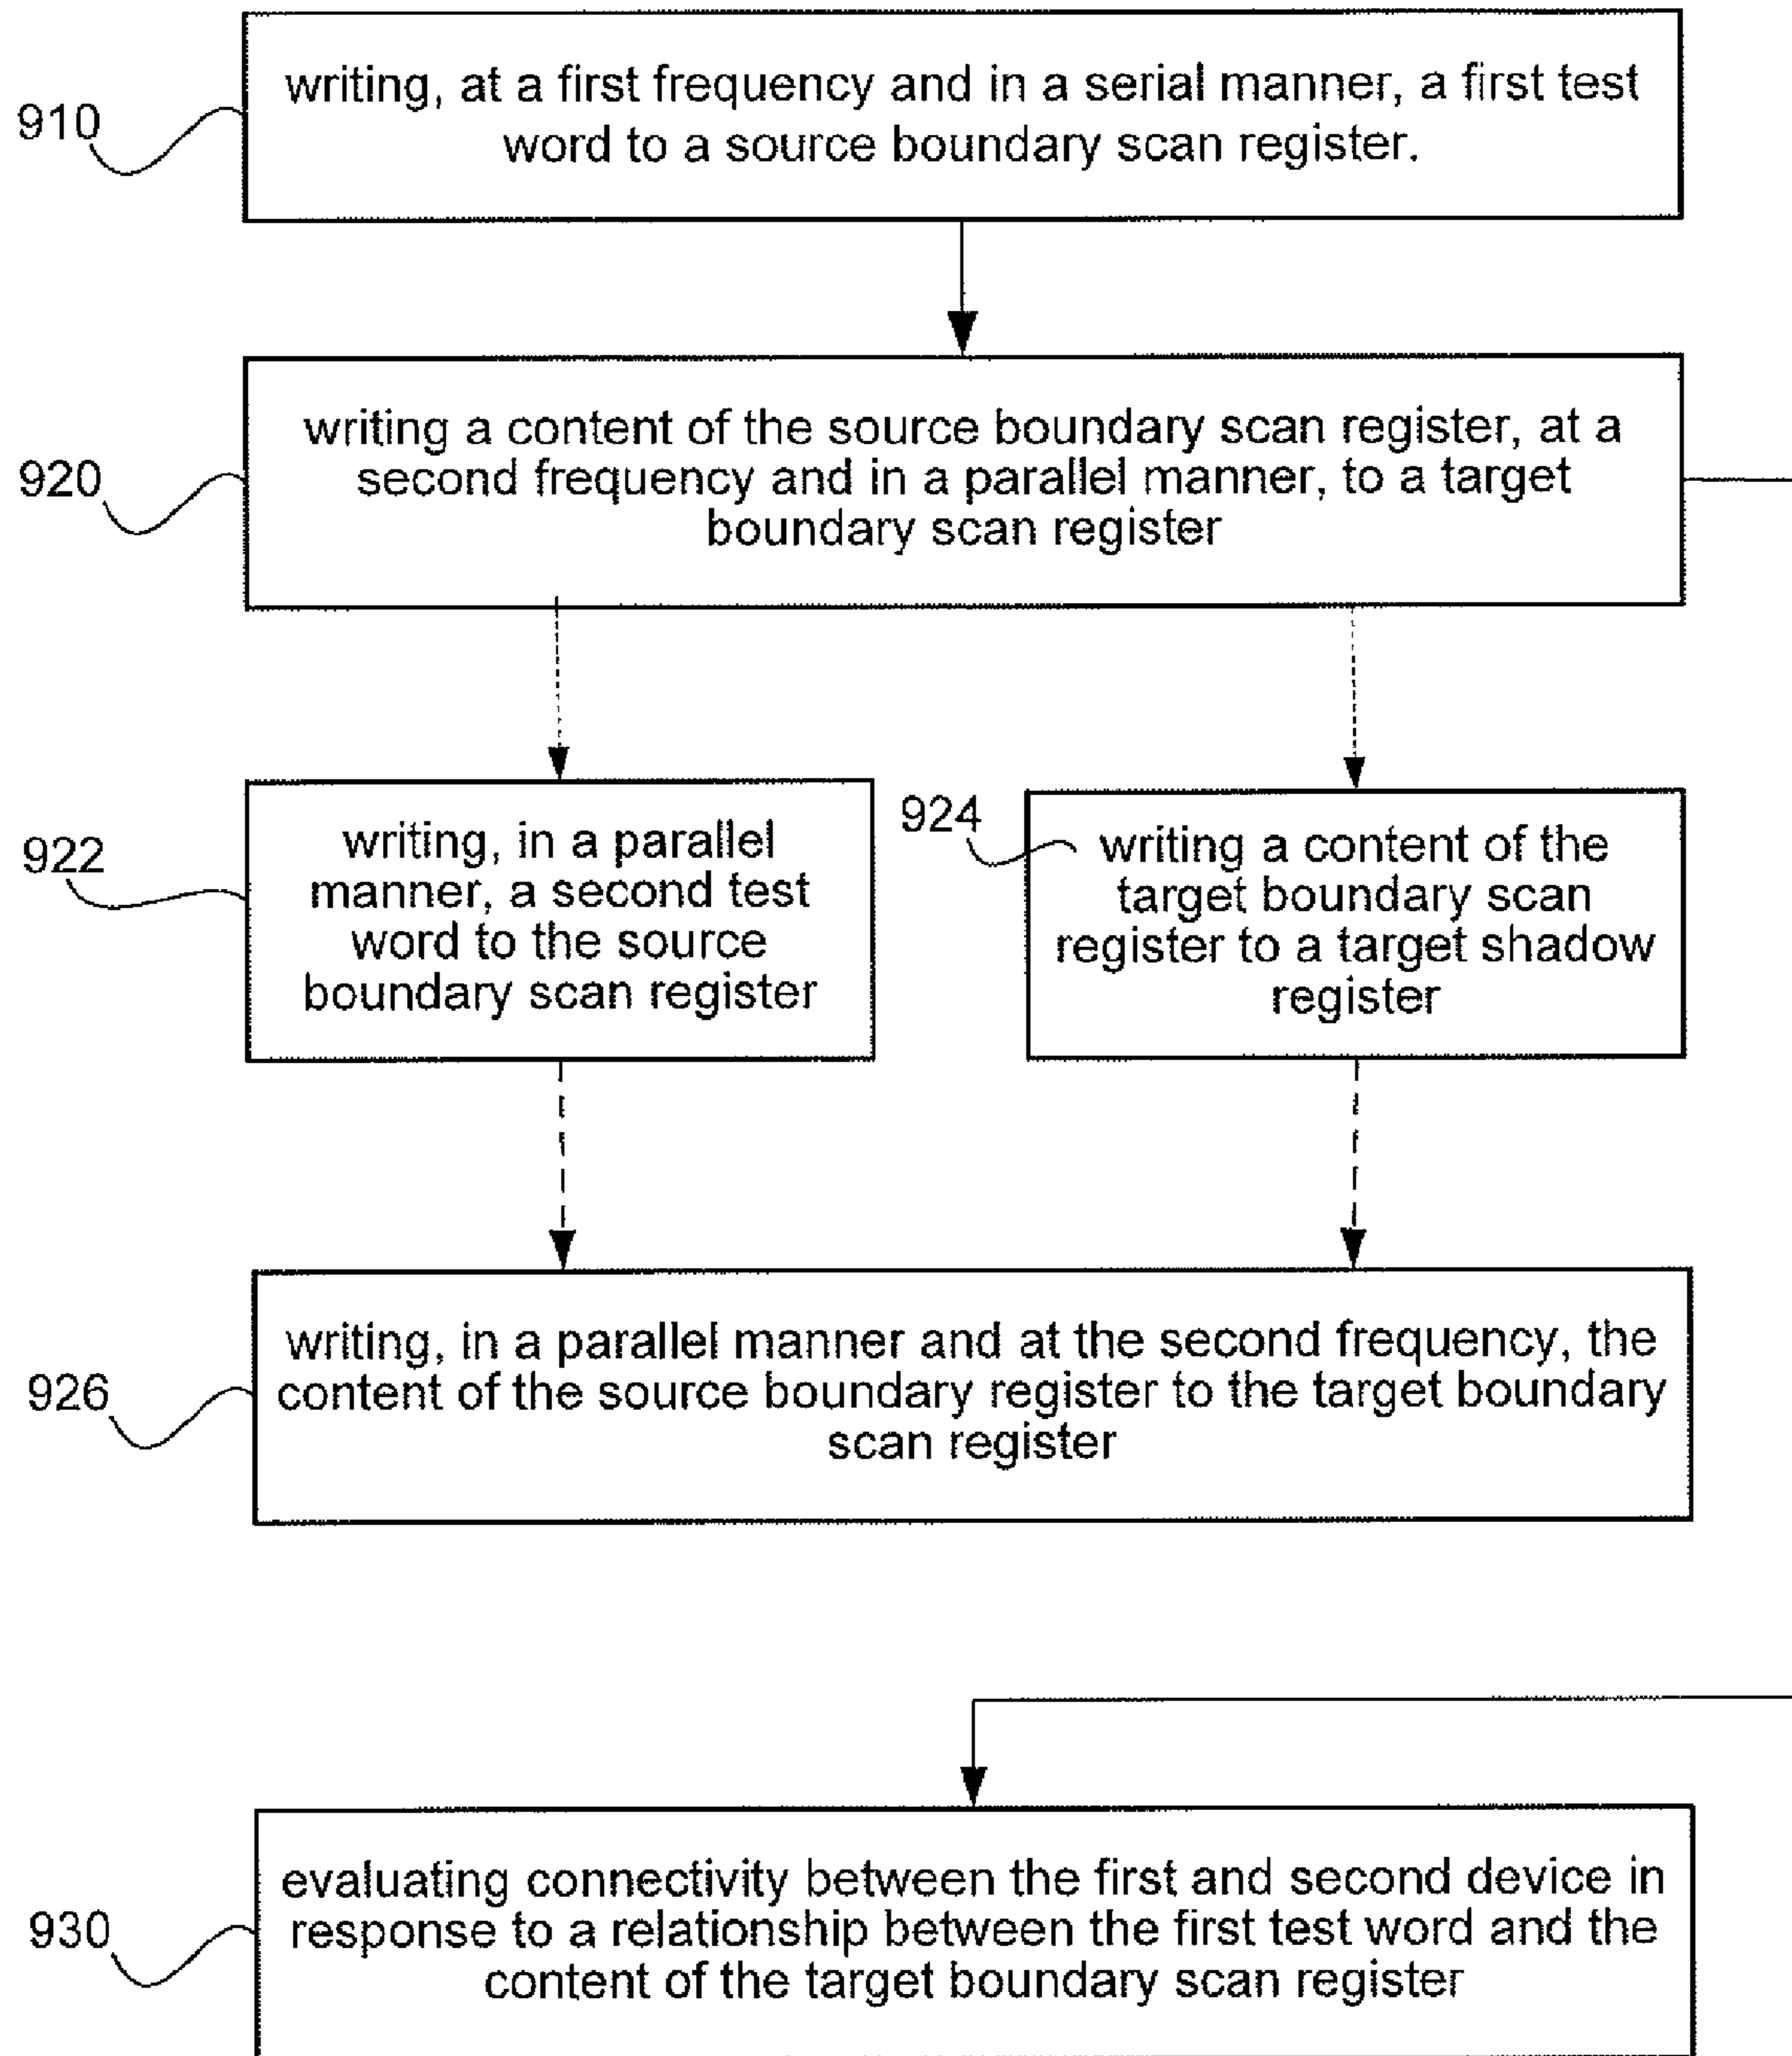 writing, at a first frequency and in a serial manner, a first test
word to a source boundary scan register.
910
writing a content of the source boundary scan register, at a
second frequency and in a parallel manner, to a target
boundary scan register
920
writing, in a parallel
manner, a second test
word to the source
boundary scan register
922
924
writing a content of the
target boundary scan
register to a target shadow
register
writing, in a parallel manner and at the second frequency, the
content of the source boundary register to the target boundary
scan register
926
evaluating connectivity between the first and second device in
response to a relationship between the first test word and the
content of the target boundary scan register
930